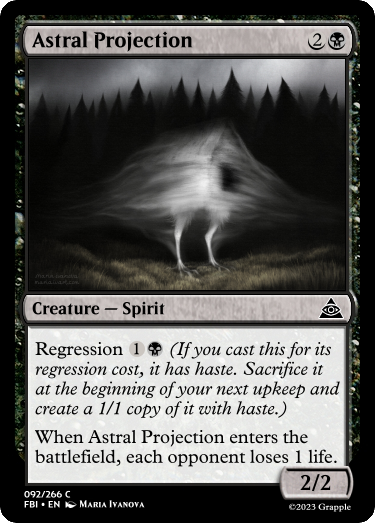 Astral Projection 2
Creature — Spirit
Regression 1 (If you cast this for its
regression cost, it has haste. Sacrifice it
at the beginning of your next upkeep and
create a 1/1 copy of it with haste.)
When Astral Projection enters the
battlefield, each opponent loses 1 life.
2/2
092/266 C
FBI • EN Maria Ivanova
©2023 Grapple